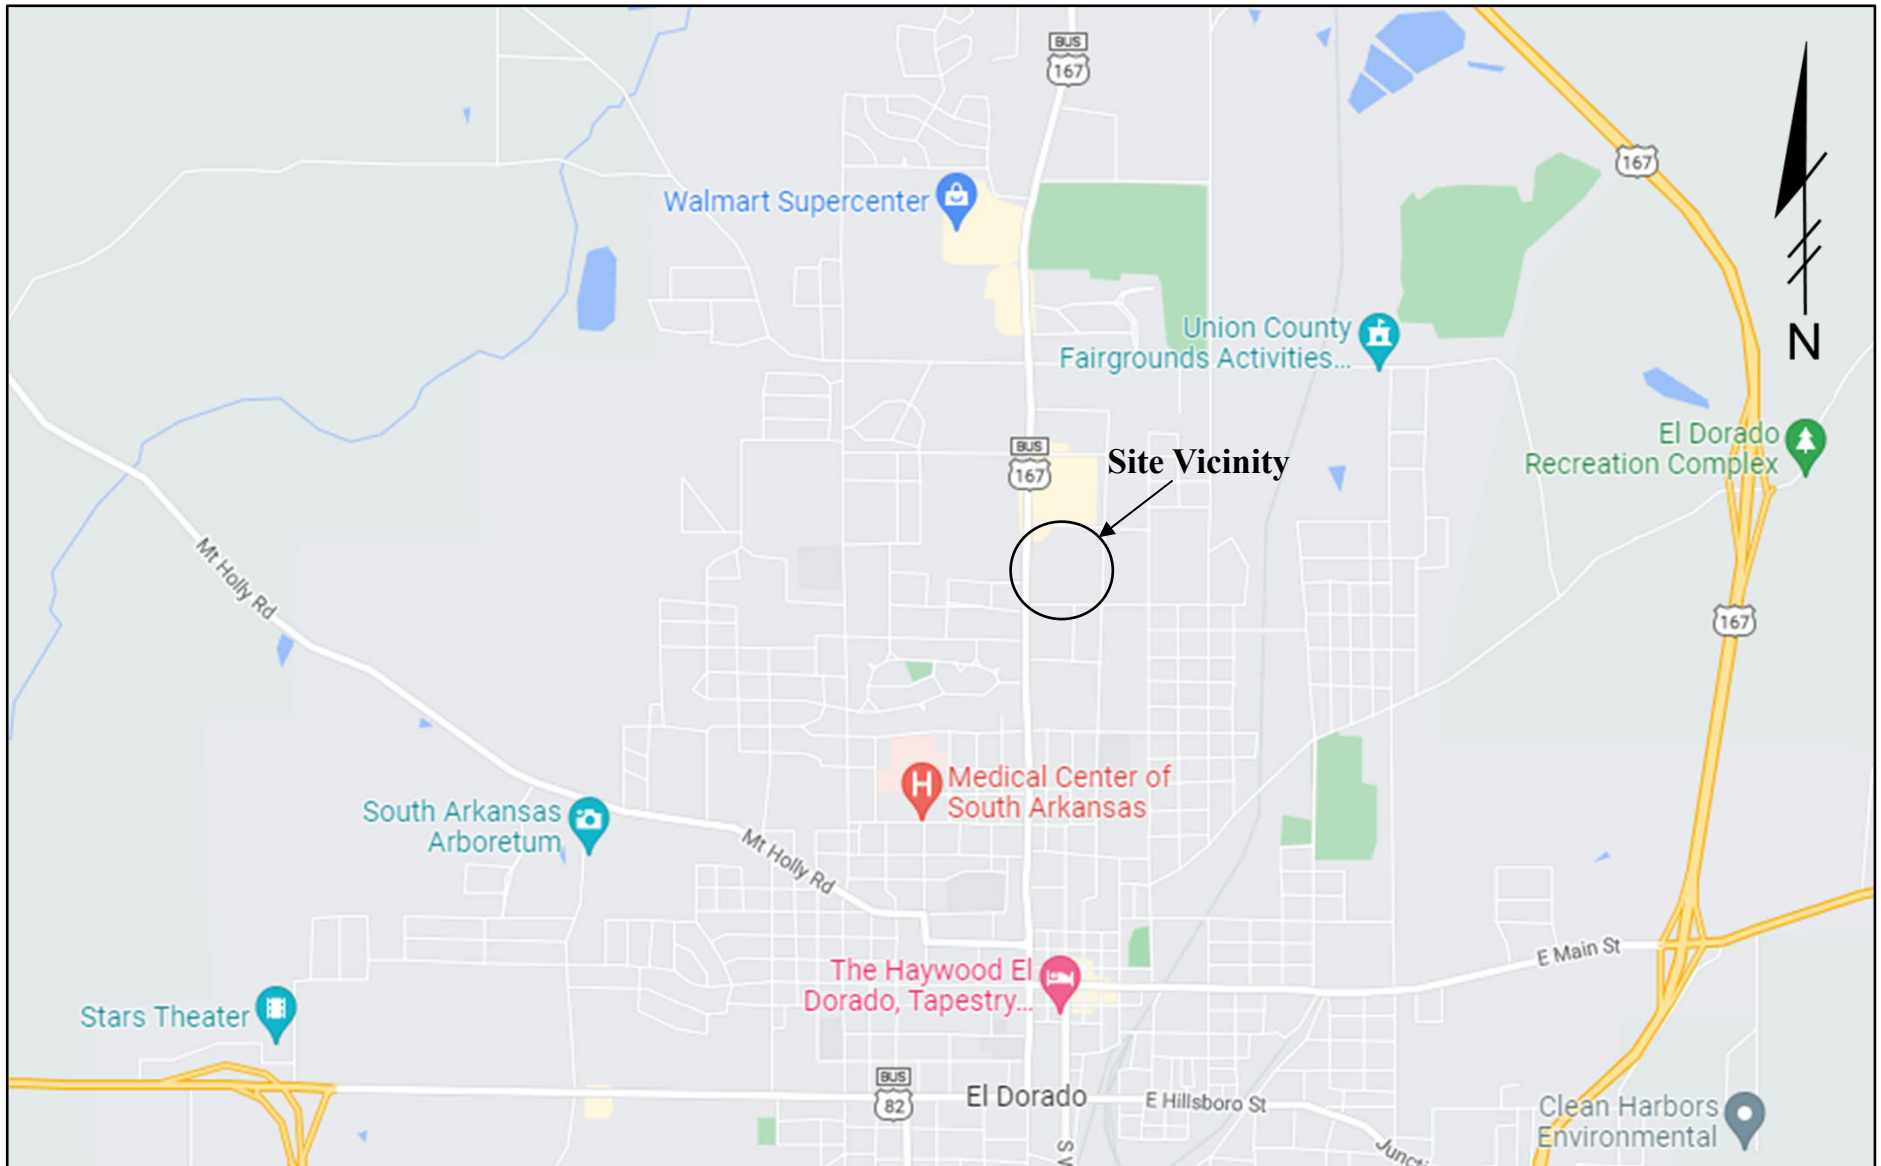 BUS
167
167
Walmart Supercenter
Union County
Fairgrounds Activities...
N
El Dorado
Recreation Complex
BUS
167
Site Vicinity
Mt Holly Rd
167
Medical Center of
South Arkansas
South Arkansas
Arboretum
Mt Holly Rd
E Main St
The Haywood El
Dorado, Tapestry...
Stars Theater
BUS
82
El Dorado
E Hillsboro St
Clean Harbors
Environmental